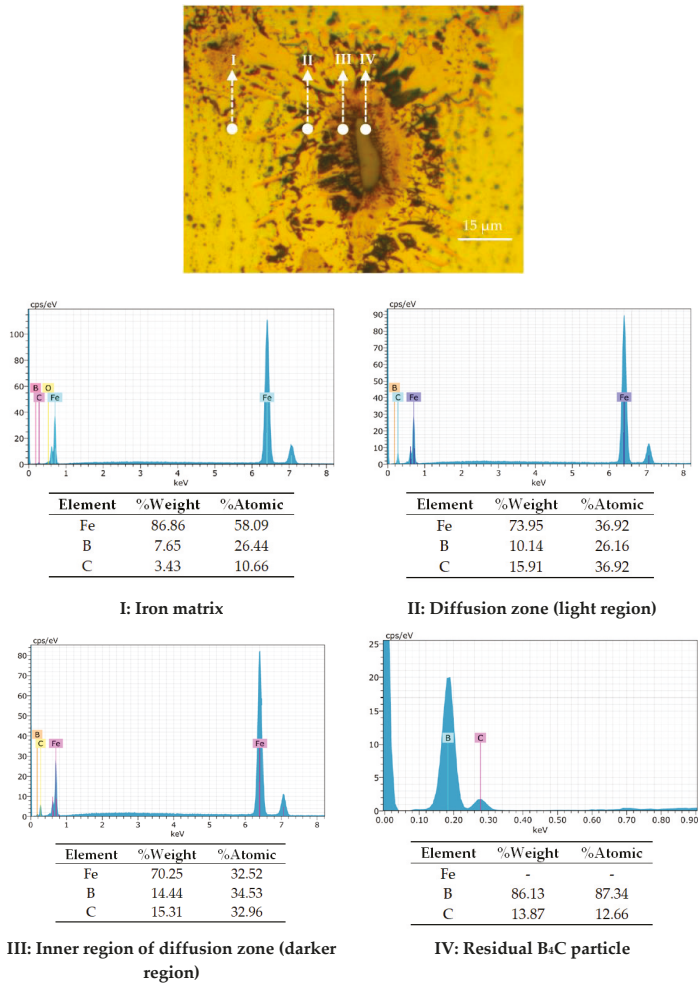 I II III IV
15 µm
cps/eV
100
80
60
40
20
0
B O
C Fe Fe
0 1 2 3 4 5 6 7 8
keV
Element %Weight %Atomic
Fe 86.86 58.09
B 7.65 26.44
C 3.43 10.66
I: Iron matrix
cps/eV
90
80
70
60
50
40
30
20
10
0
B
C Fe Fe
0 1 2 3 4 5 6 7 8
keV
Element %Weight %Atomic
Fe 73.95 36.92
B 10.14 26.16
C 15.91 36.92
II: Diffusion zone (light region)
cps/eV
80
70
60
50
40
30
20
10
0
B
C Fe Fe
0 1 2 3 4 5 6 7 8
keV
Element %Weight %Atomic
Fe 70.25 32.52
B 14.44 34.53
C 15.31 32.96
III: Inner region of diffusion zone (darker
region)
cps/eV
25
20
15
10
5
0
B C
0.00 0.10 0.20 0.30 0.40 0.50 0.60 0.70 0.80 0.90
keV
Element %Weight %Atomic
Fe - -
B 86.13 87.34
C 13.87 12.66
IV: Residual B₄C particle